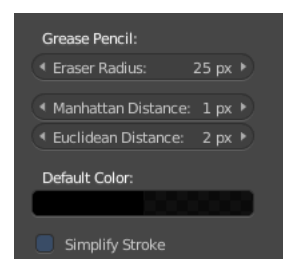 Grease Pencil:
Eraser Radius: 25 px
Manhattan Distance: 1 px
Euclidean Distance: 2 px
Default Color:
Simplify Stroke